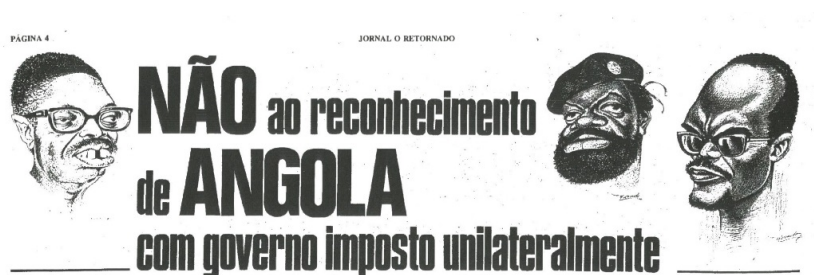 PÁGINA 4
JORNAL O RETORNADO
NÃO ao reconhecimento
de ANGOLA
com governo imposto unilateralmente